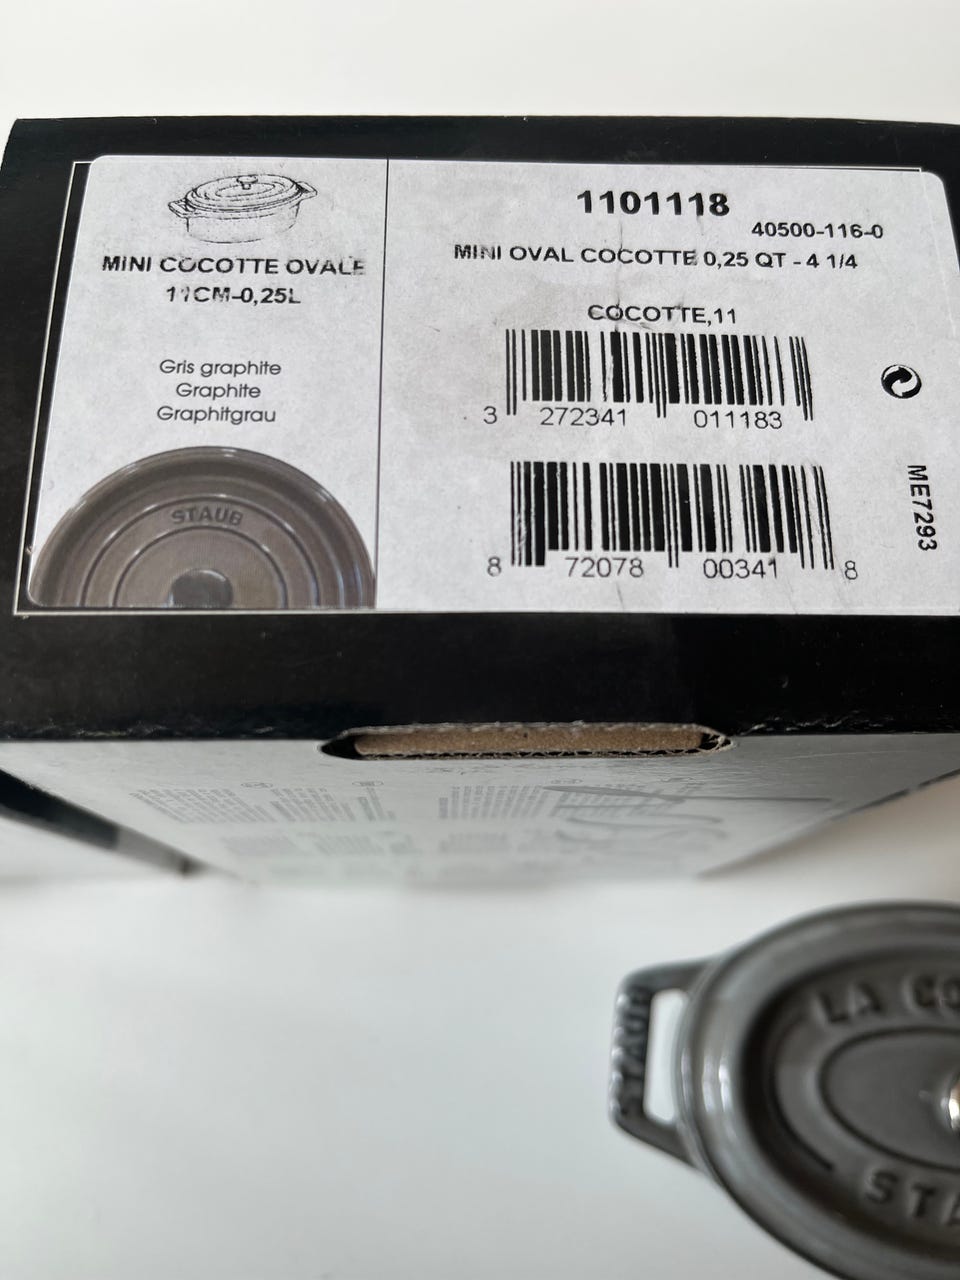 MINI COCOTTE OVALE
11CM-0,25L
Gris graphite
Graphite
Graphitgrau
STAUB
1101118
40500-116-0
MINI OVAL COCOTTE 0,25 QT - 4 1/4
COCOTTE,11
3 272341 011183
8 72078 00341 8
ME7293
STAUB
LA CO
STA